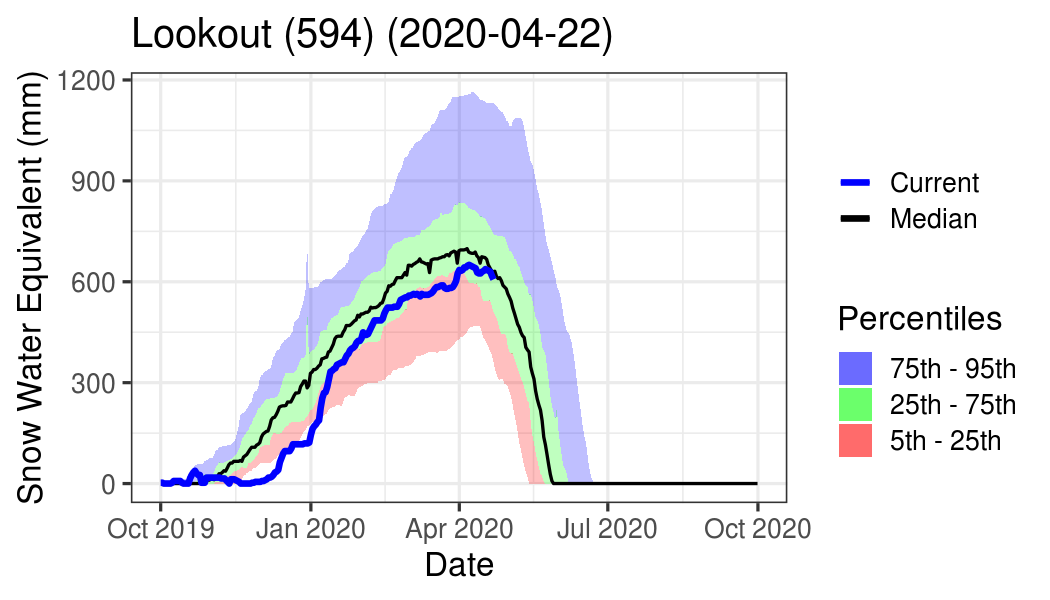 Lookout (594) (2020-04-22)
Snow Water Equivalent (mm)
1200
900
600
300
0
Oct 2019
Jan 2020
Apr 2020
Jul 2020
Oct 2020
Date
Current
Median
Percentiles
75th - 95th
25th - 75th
5th - 25th